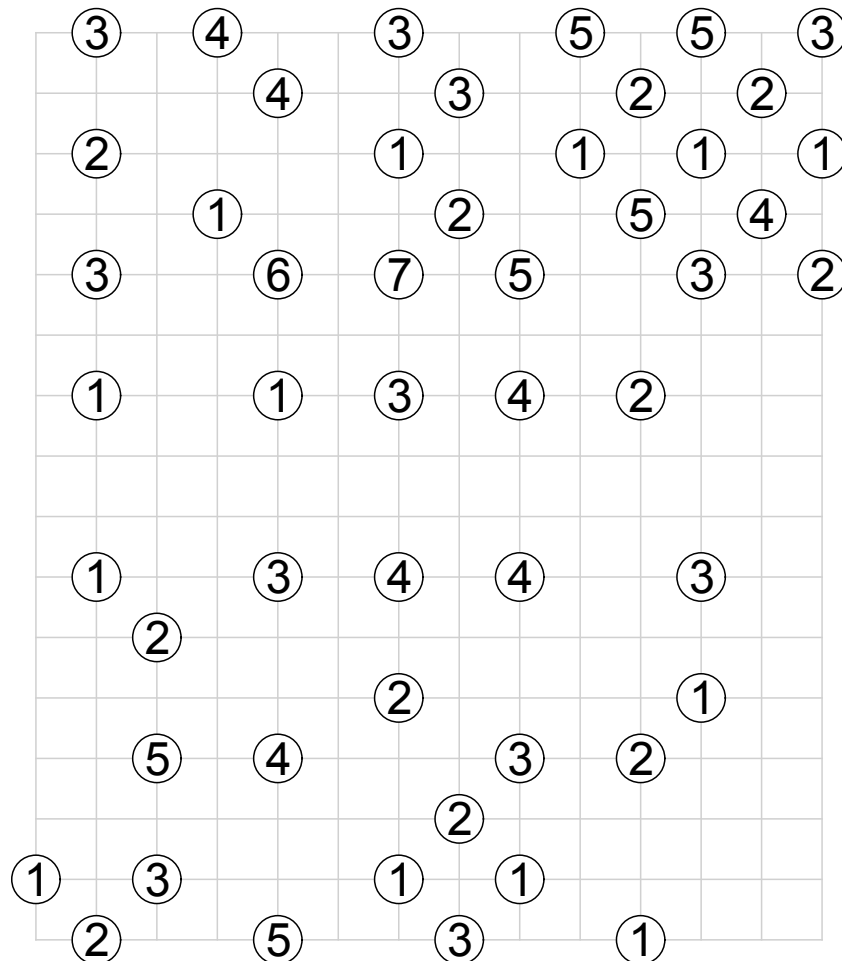 3 4 3 5 5 3
4 3 2 2
2 1 1 1 1
1 2 5 4
3 6 7 5 3 2
1 1 3 4 2
1 3 4 4 3
2
2 1
5 4 3 2
2
1 3 1 1
2 5 3 1